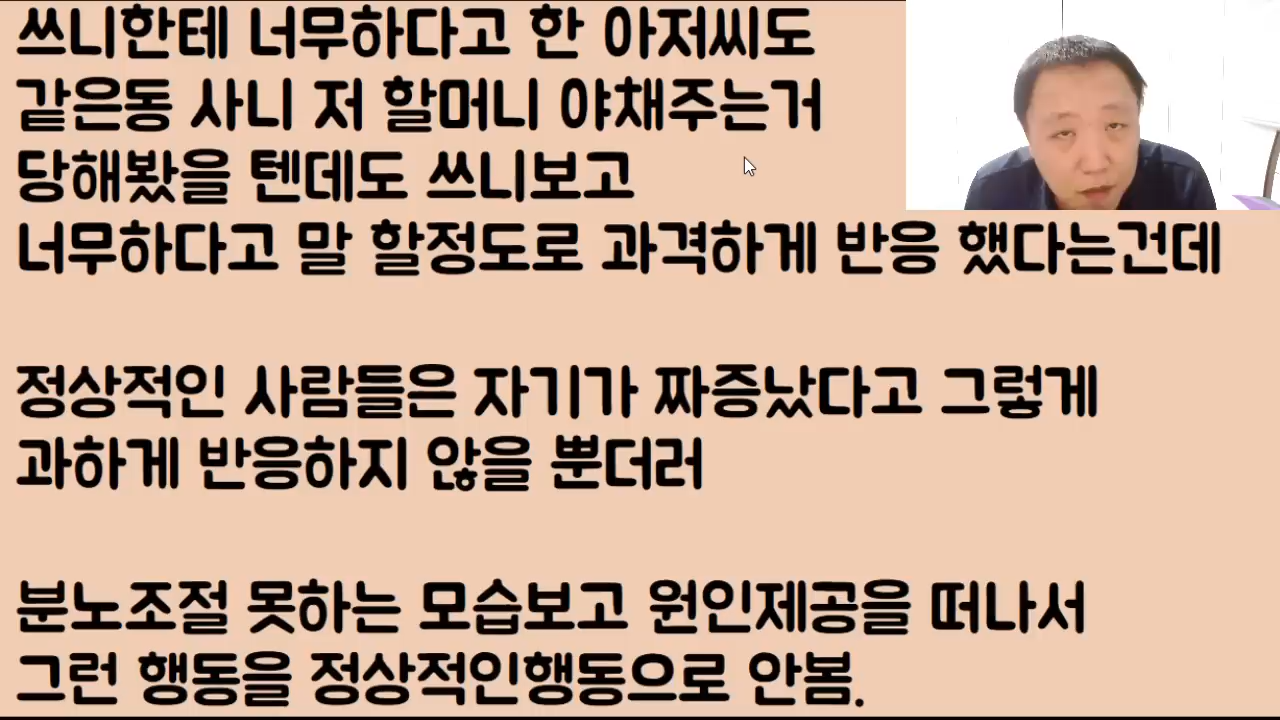 쓰니한테 너무하다고 한 아저씨도
같은동 사니 저 할머니 야채주는거
당해봤을 텐데도 쓰니보고
너무하다고 말 할정도로 과격하게 반응 했다는건데
정상적인 사람들은 자기가 짜증났다고 그렇게
과하게 반응하지 않을 뿐더러
분노조절 못하는 모습보고 원인제공을 떠나서
그런 행동을 정상적인행동으로 안봄.